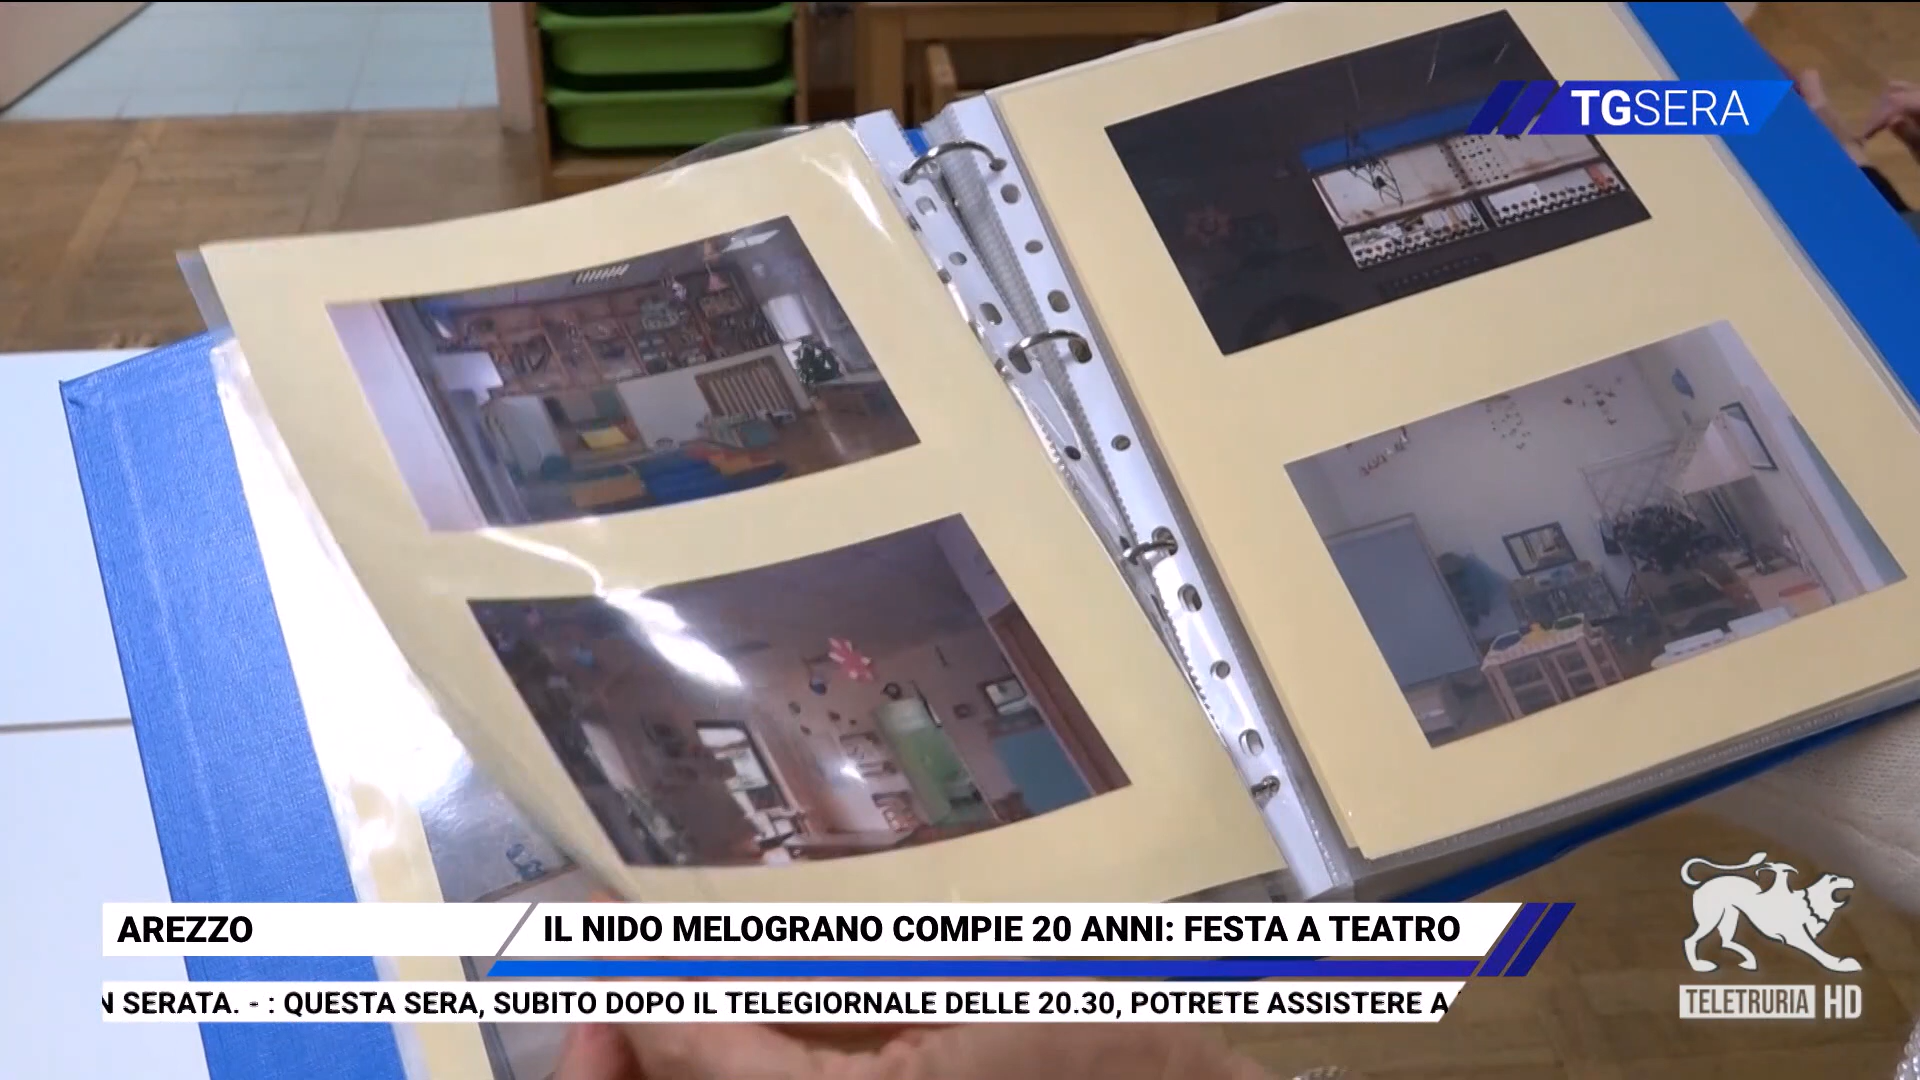 TGSERA
AREZZO
IL NIDO MELOGRANO COMPIE 20 ANNI: FESTA A TEATRO
SERATA. - : QUESTA SERA, SUBITO DOPO IL TELEGIORNALE DELLE 20.30, POTRETE ASSISTERE A
TELETRURIA HD